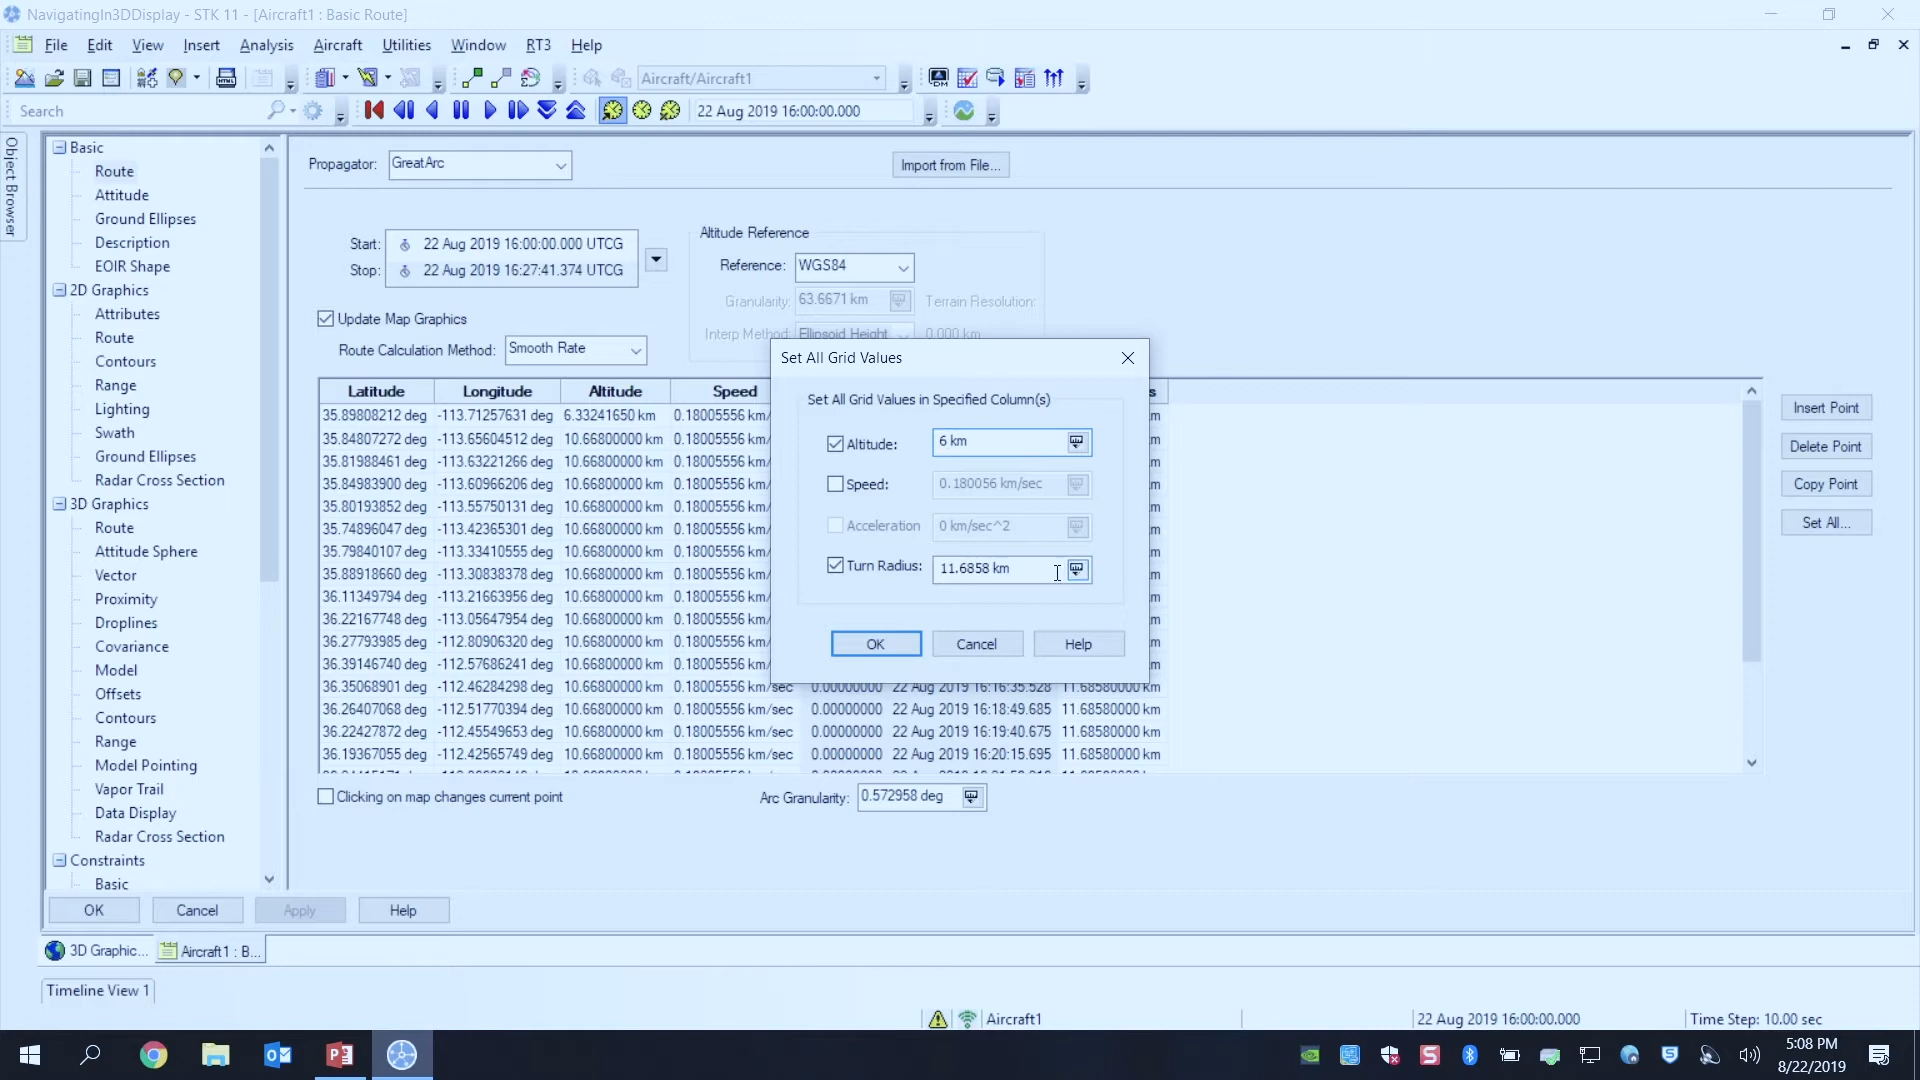 NavigatingIn3DDisplay - STK 11 - [Aircraft1 : Basic Route]
File Edit View Insert Analysis Aircraft Utilities Window RT3 Help
Aircraft/Aircraft1
Search
22 Aug 2019 16:00:00.000
Object Browser
Basic
Route
Attitude
Ground Ellipses
Description
EOIR Shape
2D Graphics
Attributes
Route
Contours
Range
Lighting
Swath
Ground Ellipses
Radar Cross Section
3D Graphics
Route
Attitude Sphere
Vector
Proximity
Droplines
Covariance
Model
Offsets
Contours
Range
Model Pointing
Vapor Trail
Data Display
Radar Cross Section
Constraints
Basic
Propagator: GreatArc
Import from File...
Start: 22 Aug 2019 16:00:00.000 UTCG
Stop: 22 Aug 2019 16:27:41.374 UTCG
Altitude Reference
Reference: WGS84
Granularity: 63.6671 km Terrain Resolution:
Interp Method: Ellipsoid Height 0.000 km
Update Map Graphics
Route Calculation Method: Smooth Rate
Latitude Longitude Altitude Speed
35.89808212 deg -113.71257631 deg 6.33241650 km 0.18005556 km/
35.84807272 deg -113.65604512 deg 10.66800000 km 0.18005556 km/
35.81988461 deg -113.63221266 deg 10.66800000 km 0.18005556 km/
35.84983900 deg -113.60966206 deg 10.66800000 km 0.18005556 km/
35.80193852 deg -113.55750131 deg 10.66800000 km 0.18005556 km/
35.74896047 deg -113.42365301 deg 10.66800000 km 0.18005556 km/
35.79840107 deg -113.33410555 deg 10.66800000 km 0.18005556 km/
35.88918660 deg -113.30838378 deg 10.66800000 km 0.18005556 km/
36.11349794 deg -113.21663956 deg 10.66800000 km 0.18005556 km/
36.22167748 deg -113.05647954 deg 10.66800000 km 0.18005556 km/
36.27793985 deg -112.80906320 deg 10.66800000 km 0.18005556 km/
36.39146740 deg -112.57686241 deg 10.66800000 km 0.18005556 km/
36.35068901 deg -112.46284298 deg 10.66800000 km 0.18005556 km/sec 0.00000000 22 Aug 2019 16:16:35.528 11.68580000 km
36.26407068 deg -112.51770394 deg 10.66800000 km 0.18005556 km/sec 0.00000000 22 Aug 2019 16:18:49.685 11.68580000 km
36.22427872 deg -112.45549653 deg 10.66800000 km 0.18005556 km/sec 0.00000000 22 Aug 2019 16:19:40.675 11.68580000 km
36.19367055 deg -112.42565749 deg 10.66800000 km 0.18005556 km/sec 0.00000000 22 Aug 2019 16:20:15.695 11.68580000 km
Insert Point
Delete Point
Copy Point
Set All...
Set All Grid Values
Set All Grid Values in Specified Column(s)
Altitude: 6 km
Speed: 0.180056 km/sec
Acceleration 0 km/sec^2
Turn Radius: 11.6858 km
OK Cancel Help
Clicking on map changes current point
Arc Granularity: 0.572958 deg
OK Cancel Apply Help
3D Graphic... Aircraft1 : B...
Timeline View 1
Aircraft1 22 Aug 2019 16:00:00.000 Time Step: 10.00 sec
5:08 PM
8/22/2019